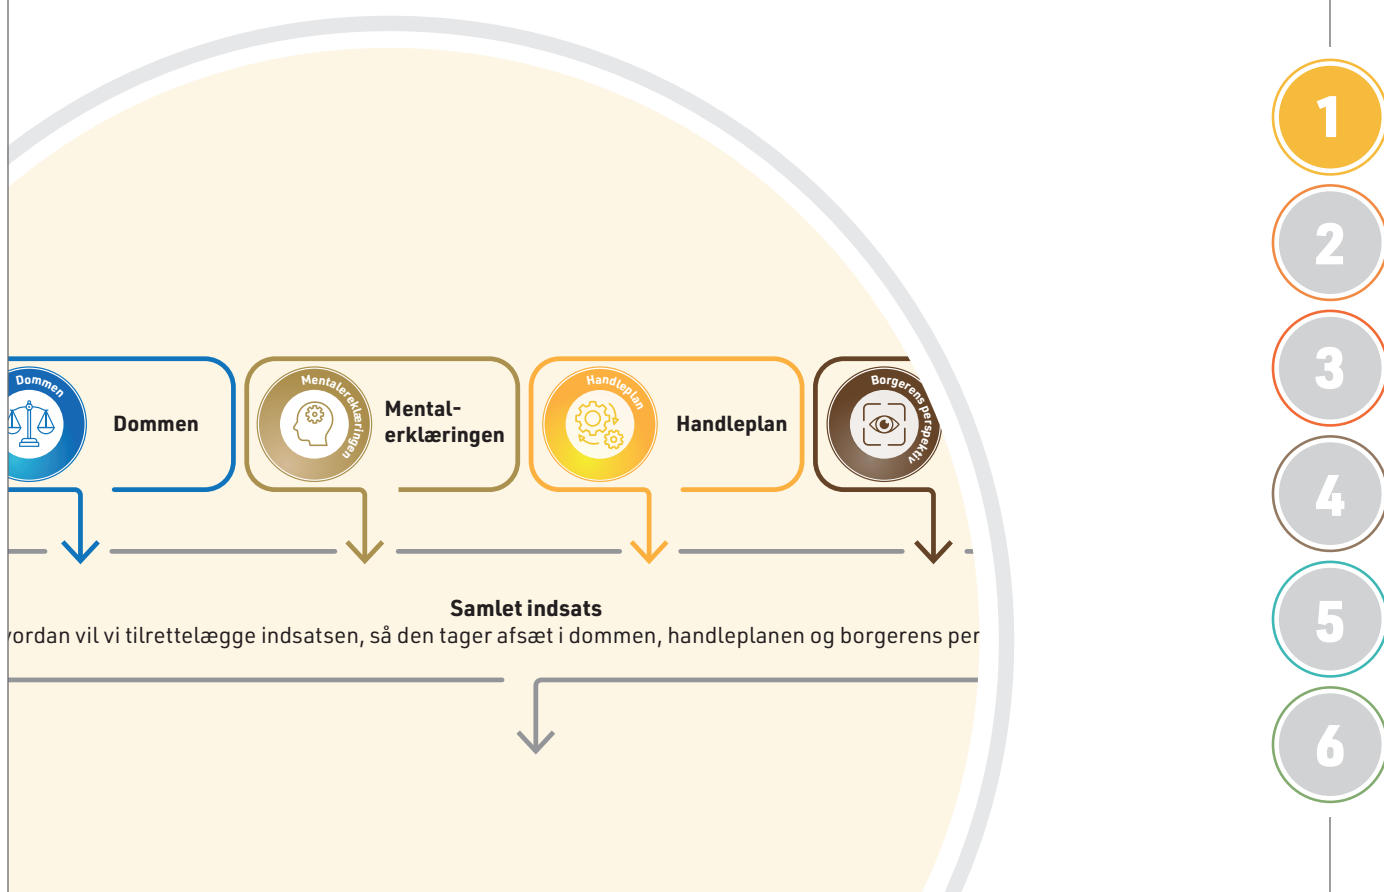 Dommen
Dommen
Mentalereklæringen
Mental-
erklæringen
Handleplan
Handleplan
Borgerens perspektiv
Samlet indsats
vordan vil vi tilrettelægge indsatsen, så den tager afsæt i dommen, handleplanen og borgerens per
1
2
3
4
5
6